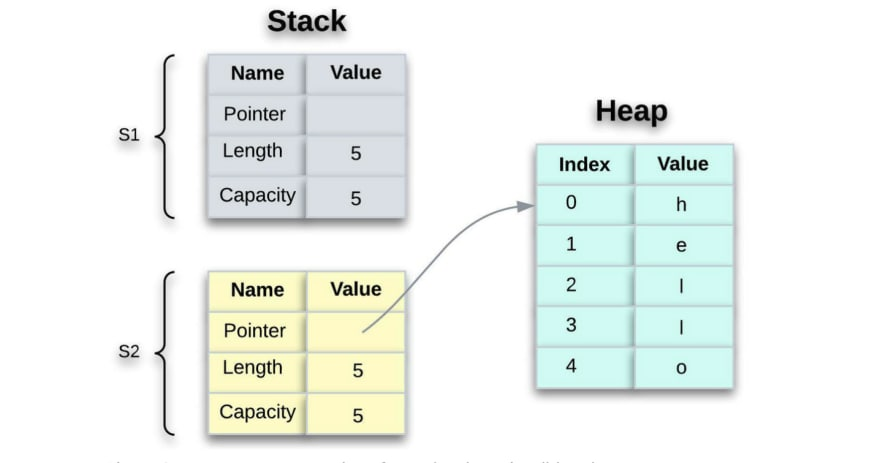 Stack
S1
Name Value
Pointer
Length 5
Capacity 5
S2
Name Value
Pointer
Length 5
Capacity 5
Heap
Index Value
0 h
1 e
2 l
3 l
4 o